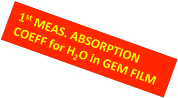 1st MEAS. ABSORPTION
COEFF for H2O in GEM FILM